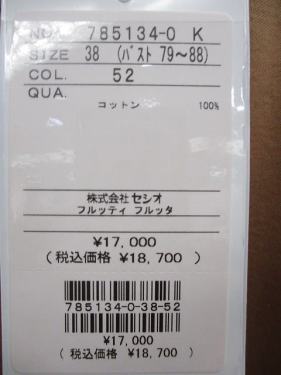 NO. 785134-0 K
SIZE 38 (バスト 79～88)
COL. 52
QUA.
コットン 100%
株式会社 セシオ
フルッティ フルッタ
¥17,000
(税込価格 ¥18,700 )
785134-0-38-52
¥17,000
(税込価格 ¥18,700 )